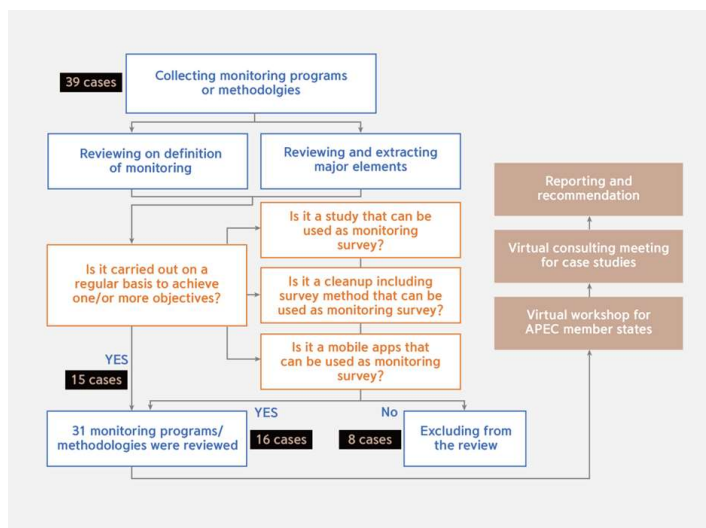 39 cases
Collecting monitoring programs
or methodolgies
Reviewing on definition
of monitoring
Reviewing and extracting
major elements
Is it carried out on a
regular basis to achieve
one/or more objectives?
Is it a study that can be
used as monitoring
survey?
Is it a cleanup including
survey method that can be
used as monitoring survey?
Is it a mobile apps that
can be used as monitoring
survey?
YES
15 cases
31 monitoring programs/
methodologies were reviewed
YES
16 cases
No
8 cases
Excluding from
the review
Reporting and
recommendation
Virtual consulting meeting
for case studies
Virtual workshop for
APEC member states